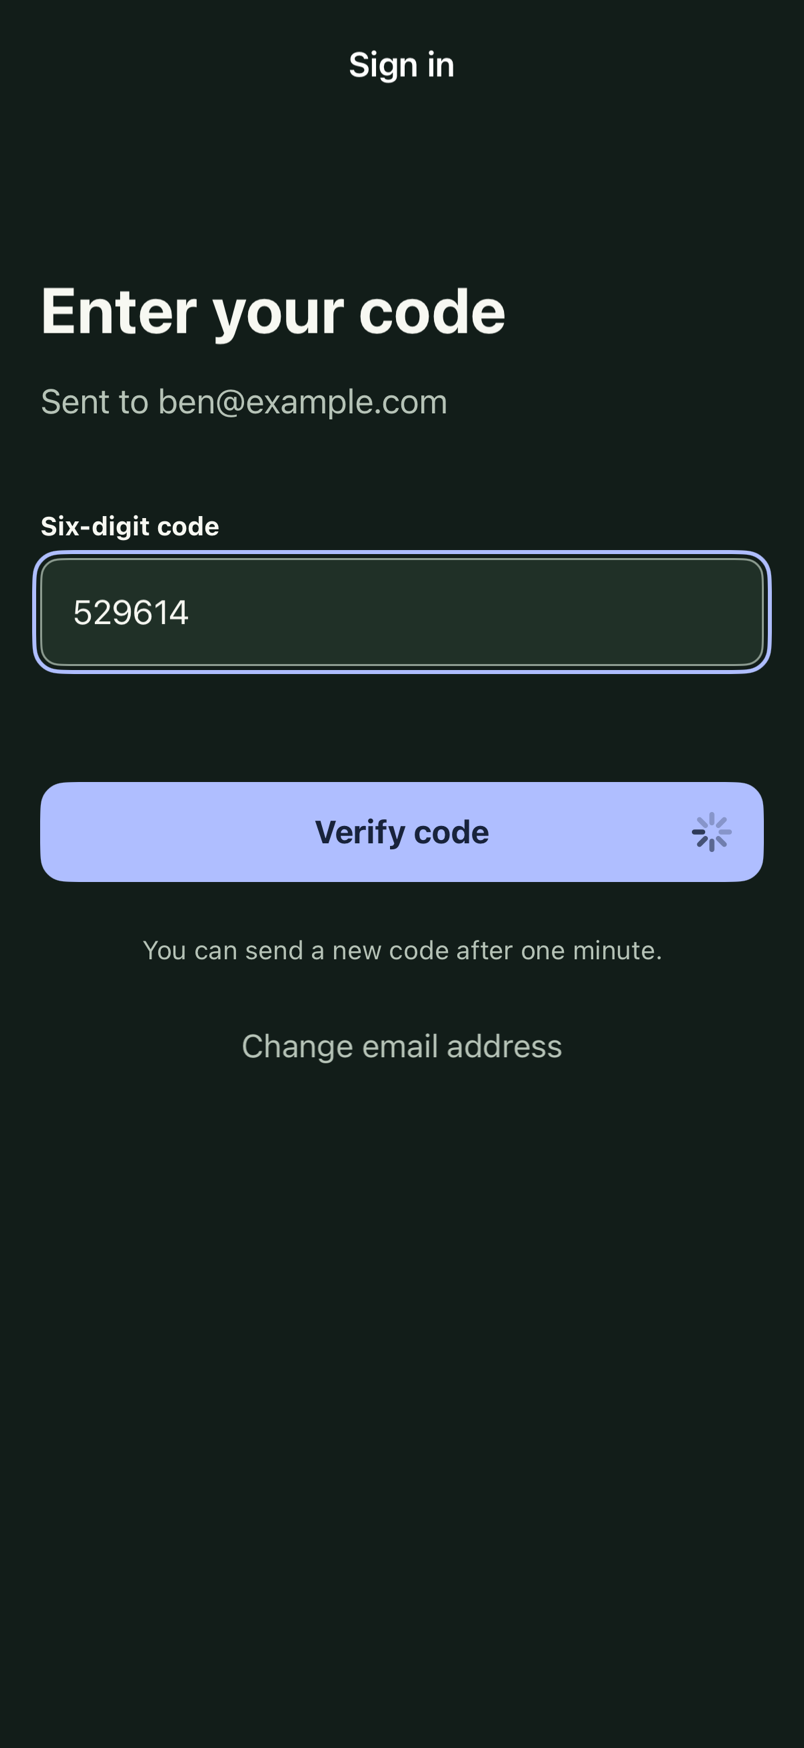 Sign in
Enter your code
Sent to ben@example.com
Six-digit code
529614
Verify code
You can send a new code after one minute.
Change email address